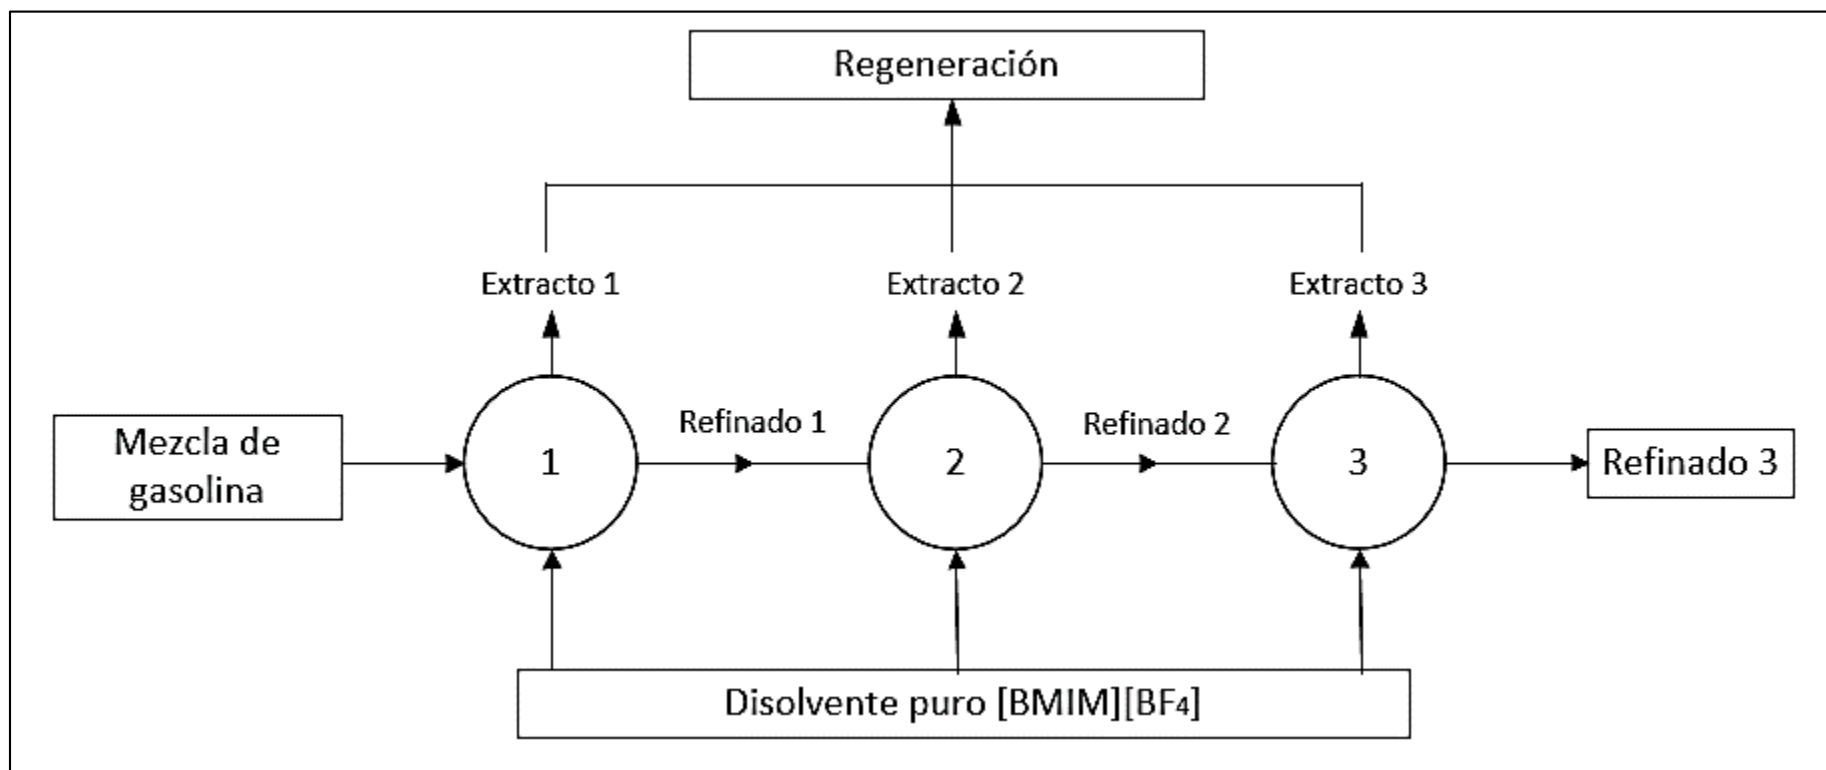 Regeneración
Extracto 1
Extracto 2
Extracto 3
Mezcla de
gasolina
1
Refinado 1
2
Refinado 2
3
Refinado 3
Disolvente puro [BMIM][BF₄]